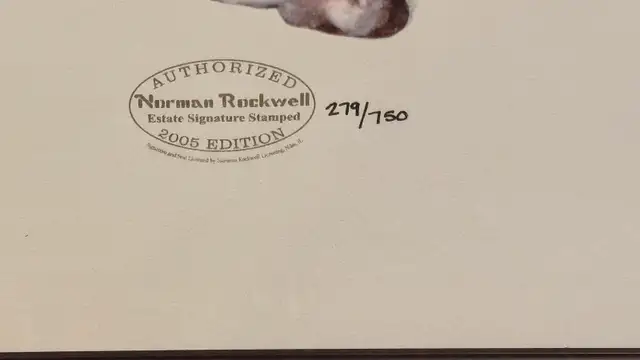 AUTHORIZED
Norman Rockwell
Estate Signature Stamped
2005 EDITION
279/750